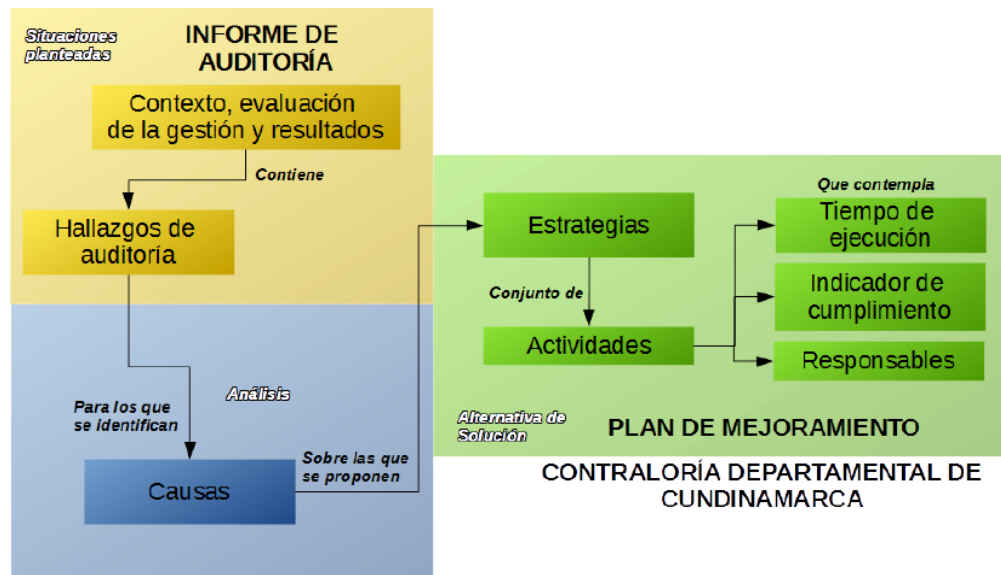 Situaciones
planteadas
INFORME DE
AUDITORÍA
Contexto, evaluación
de la gestión y resultados
Contiene
Hallazgos de
auditoría
Análisis
Para los que
se identifican
Causas
Sobre las que
se proponen
Estrategias
Conjunto de
Actividades
Que contempla
Tiempo de
ejecución
Indicador de
cumplimiento
Responsables
Alternativa de
Solución
PLAN DE MEJORAMIENTO
CONTRALORÍA DEPARTAMENTAL DE
CUNDINAMARCA